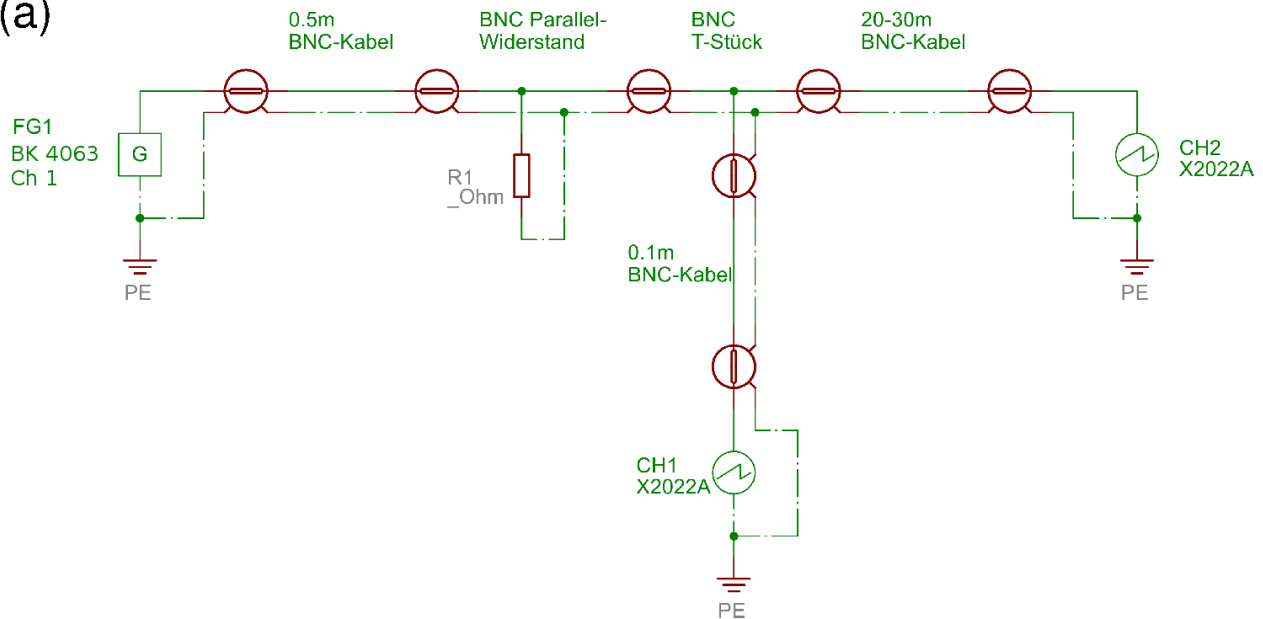 (a)
0.5m
BNC-Kabel
BNC Parallel-
Widerstand
BNC
T-Stück
20-30m
BNC-Kabel
FG1
BK 4063
Ch 1
G
R1
_Ohm
CH2
X2022A
0.1m
BNC-Kabel
PE
PE
CH1
X2022A
PE